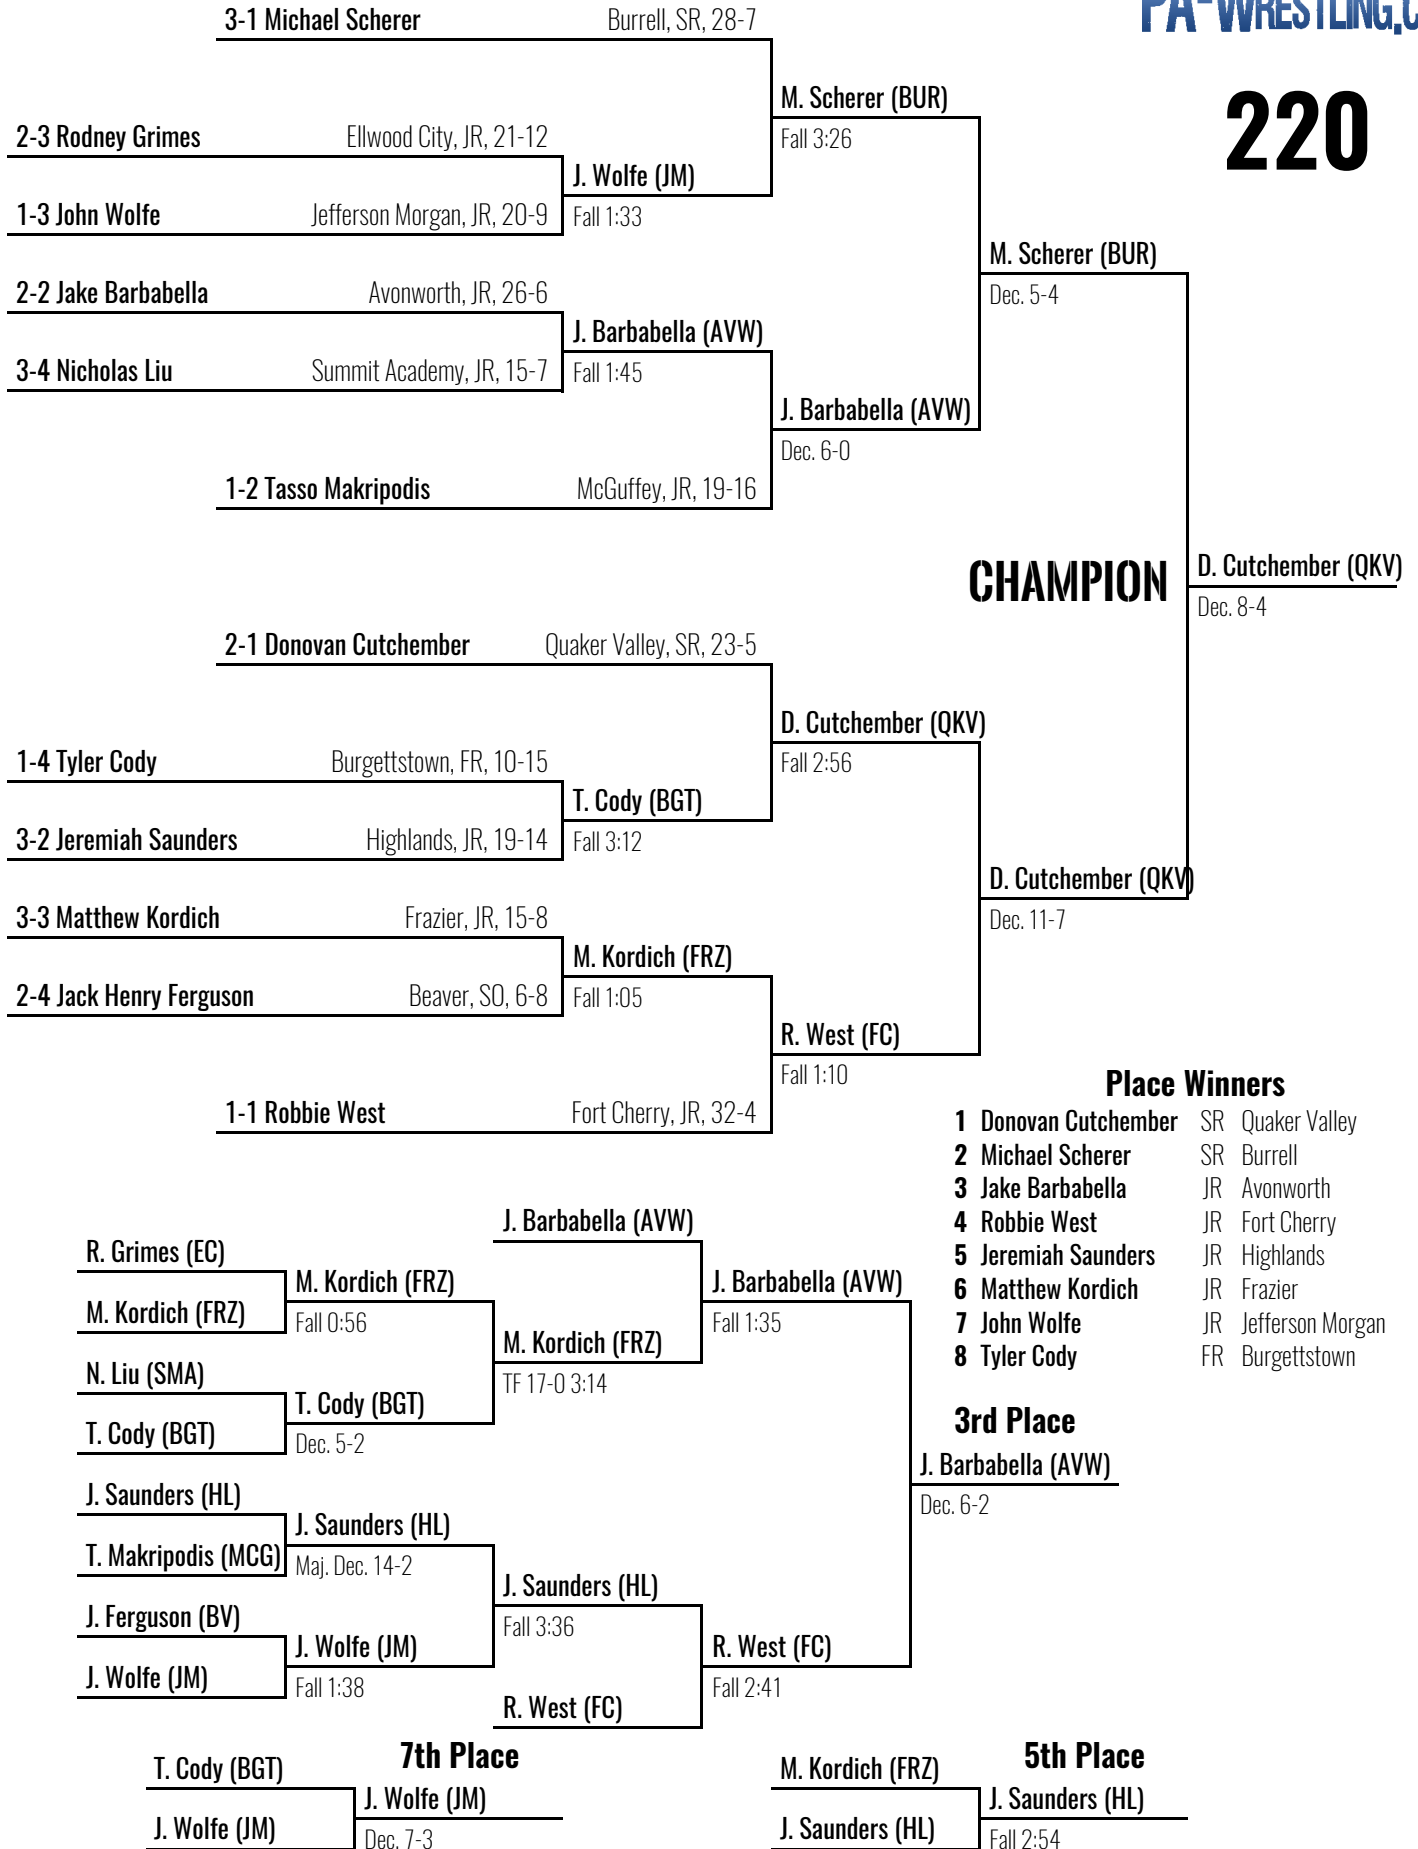 PA-WRESTLING.C
220
3-1 Michael Scherer Burrell, SR, 28-7
M. Scherer (BUR)
Fall 3:26
2-3 Rodney Grimes Ellwood City, JR, 21-12
J. Wolfe (JM)
Fall 1:33
1-3 John Wolfe Jefferson Morgan, JR, 20-9
M. Scherer (BUR)
Dec. 5-4
2-2 Jake Barbabella Avonworth, JR, 26-6
J. Barbabella (AVW)
Fall 1:45
3-4 Nicholas Liu Summit Academy, JR, 15-7
J. Barbabella (AVW)
Dec. 6-0
1-2 Tasso Makripodis McGuffey, JR, 19-16
CHAMPION
D. Cutchember (QKV)
Dec. 8-4
2-1 Donovan Cutchember Quaker Valley, SR, 23-5
D. Cutchember (QKV)
Fall 2:56
1-4 Tyler Cody Burgettstown, FR, 10-15
T. Cody (BGT)
Fall 3:12
3-2 Jeremiah Saunders Highlands, JR, 19-14
D. Cutchember (QKV)
Dec. 11-7
3-3 Matthew Kordich Frazier, JR, 15-8
M. Kordich (FRZ)
Fall 1:05
2-4 Jack Henry Ferguson Beaver, SO, 6-8
R. West (FC)
Fall 1:10
1-1 Robbie West Fort Cherry, JR, 32-4
Place Winners
1 Donovan Cutchember SR Quaker Valley
2 Michael Scherer SR Burrell
3 Jake Barbabella JR Avonworth
4 Robbie West JR Fort Cherry
5 Jeremiah Saunders JR Highlands
6 Matthew Kordich JR Frazier
7 John Wolfe JR Jefferson Morgan
8 Tyler Cody FR Burgettstown
J. Barbabella (AVW)
R. Grimes (EC)
M. Kordich (FRZ)
Fall 0:56
M. Kordich (FRZ)
J. Barbabella (AVW)
Fall 1:35
M. Kordich (FRZ)
TF 17-0 3:14
N. Liu (SMA)
T. Cody (BGT)
Dec. 5-2
T. Cody (BGT)
3rd Place
J. Barbabella (AVW)
Dec. 6-2
J. Saunders (HL)
J. Saunders (HL)
Maj. Dec. 14-2
T. Makripodis (MCG)
J. Saunders (HL)
Fall 3:36
J. Ferguson (BV)
J. Wolfe (JM)
Fall 1:38
J. Wolfe (JM)
R. West (FC)
Fall 2:41
R. West (FC)
7th Place
T. Cody (BGT)
J. Wolfe (JM)
Dec. 7-3
J. Wolfe (JM)
5th Place
M. Kordich (FRZ)
J. Saunders (HL)
Fall 2:54
J. Saunders (HL)